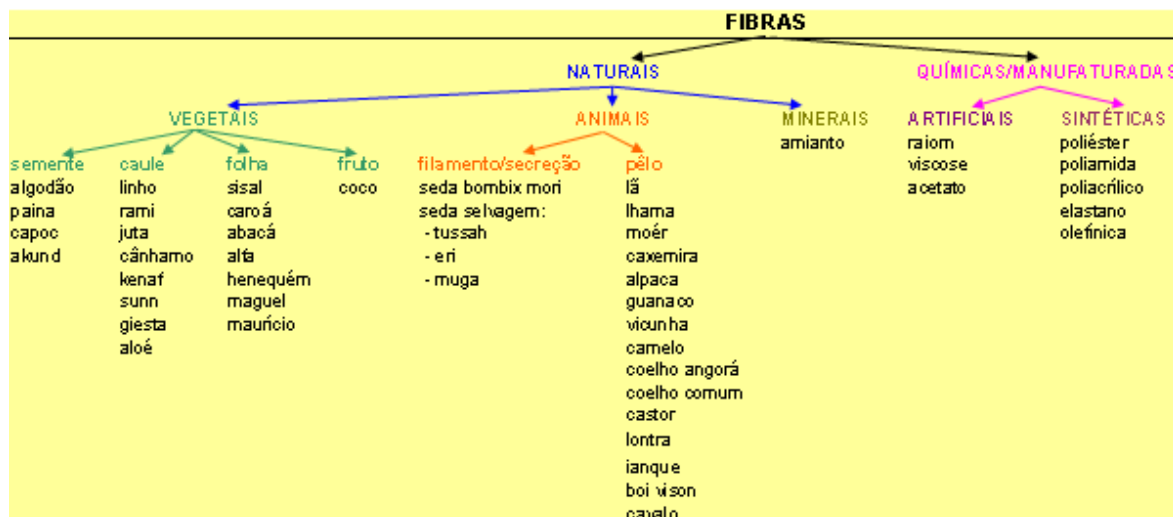 FIBRAS
NATURAIS
QUÍMICAS/MANUFATURADAS
VEGETAIS
ANIMAIS
MINERAIS
amianto
ARTIFICIAIS
raiom
viscose
acetato
SINTÉTICAS
poliéster
poliamida
poliacrílico
elastano
olefínica
semente
algodão
paina
capoc
akund
caule
linho
rami
juta
cânhamo
kenaf
sunn
giesta
aloé
folha
sisal
caroá
abacá
alfa
henequém
maguel
maurício
fruto
coco
filamento/secreção
seda bombix mori
seda selvagem:
- tussah
- eri
- muga
pêlo
lã
lhama
moér
caxemira
alpaca
guanaco
vicunha
camelo
coelho angorá
coelho comum
castor
lontra
ianque
boi vison
cavalo